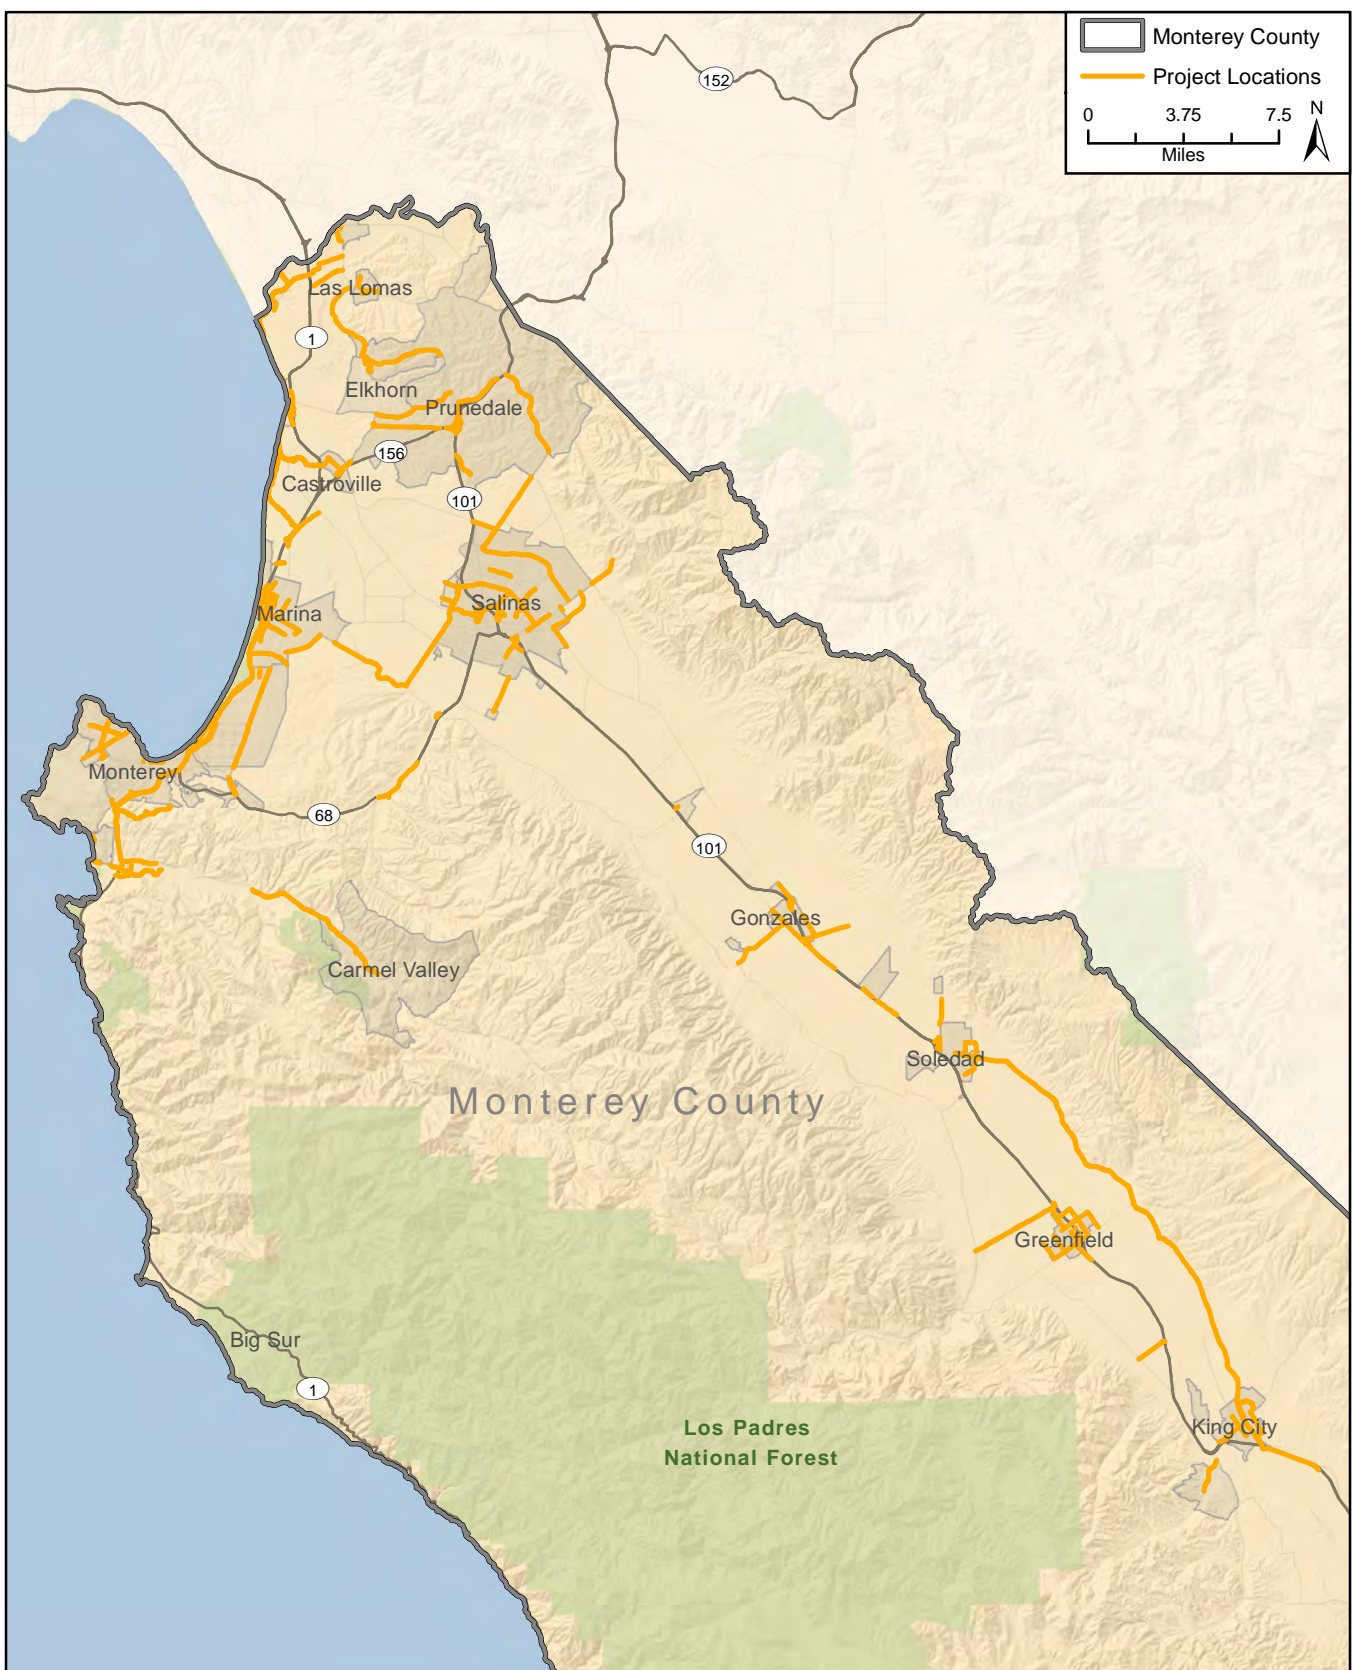 Monterey County
Project Locations
0 3.75 7.5
Miles
N
152
Las Lomas
1
Elkhorn
Prunedale
156
Castroville
101
Salinas
Marina
Monterey
68
101
Gonzales
Carmel Valley
Soledad
Monterey County
Greenfield
Big Sur
1
Los Padres
National Forest
King City